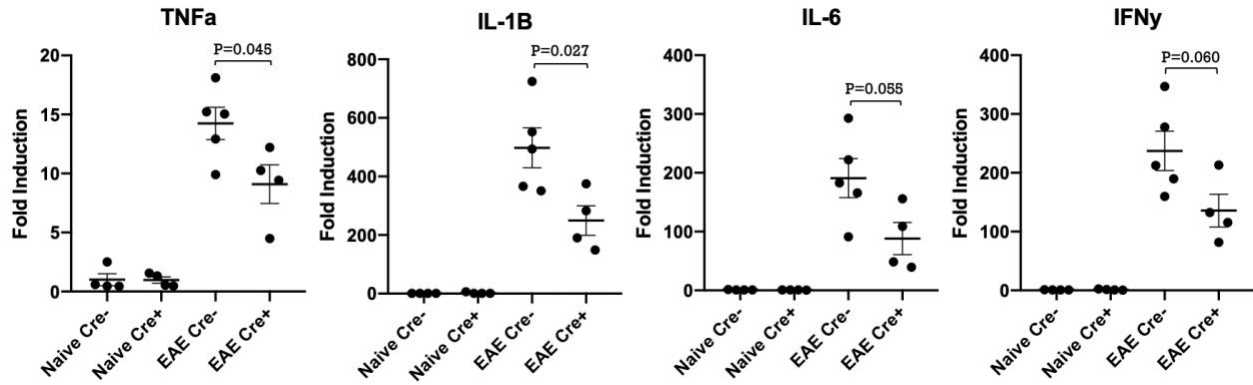 TNFa
P=0.045
Fold Induction
20
15
10
5
0
Naive Cre-
Naive Cre+
EAE Cre-
EAE Cre+
IL-1B
P=0.027
Fold Induction
800
600
400
200
0
Naive Cre-
Naive Cre+
EAE Cre-
EAE Cre+
IL-6
P=0.055
Fold Induction
400
300
200
100
0
Naive Cre-
Naive Cre+
EAE Cre-
EAE Cre+
IFNy
P=0.060
Fold Induction
400
300
200
100
0
Naive Cre-
Naive Cre+
EAE Cre-
EAE Cre+